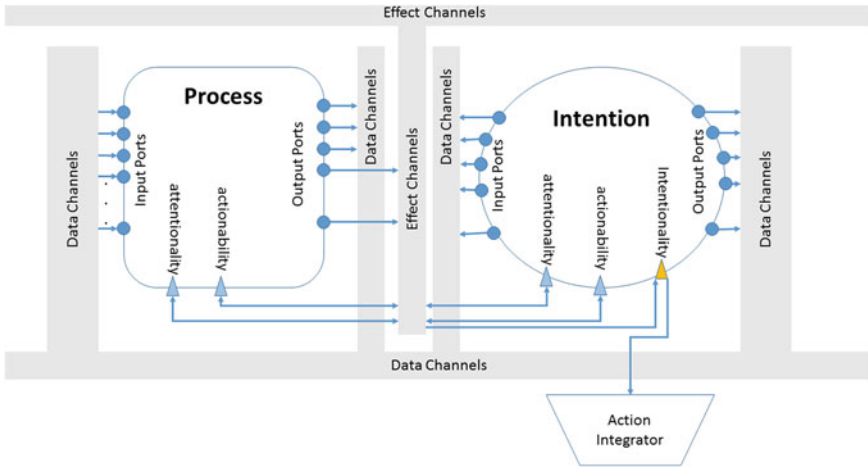 Effect Channels
Data Channels
Process
Input Ports
attentionality
actionability
Output Ports
Data Channels
Effect Channels
Data Channels
Intention
Input Ports
attentionality
actionability
Intentionality
Output Ports
Data Channels
Data Channels
Action
Integrator